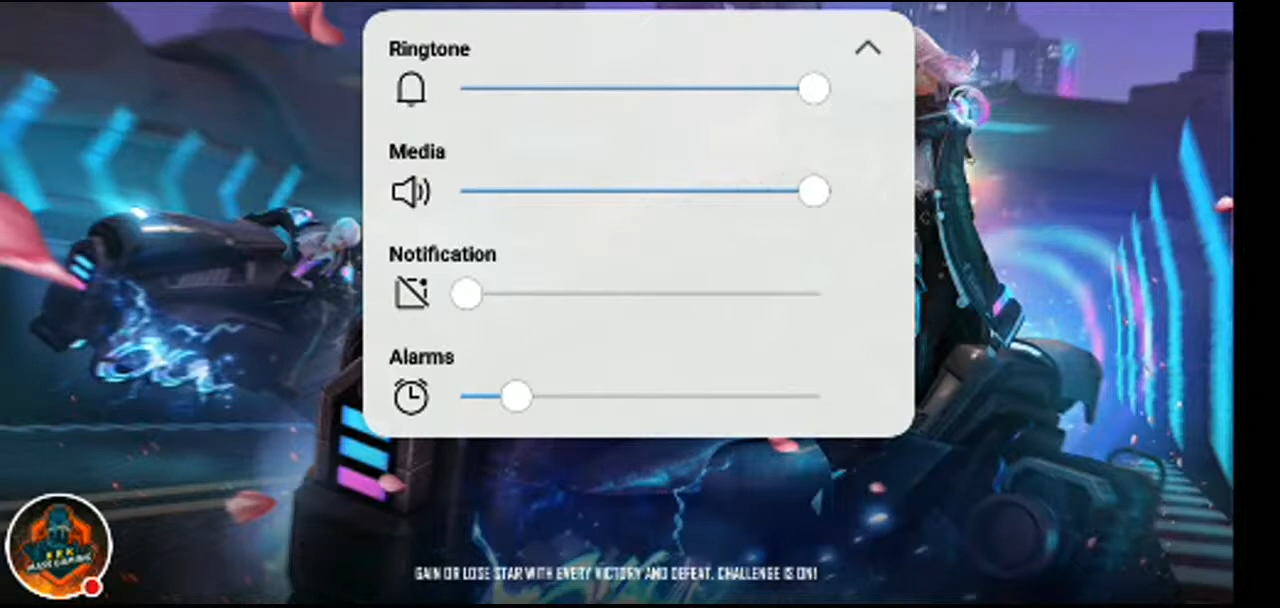 Ringtone
Media
Notification
Alarms
GAIN OR LOSE STAR WITH EVERY VICTORY AND DEFEAT. CHALLENGE IS ON!